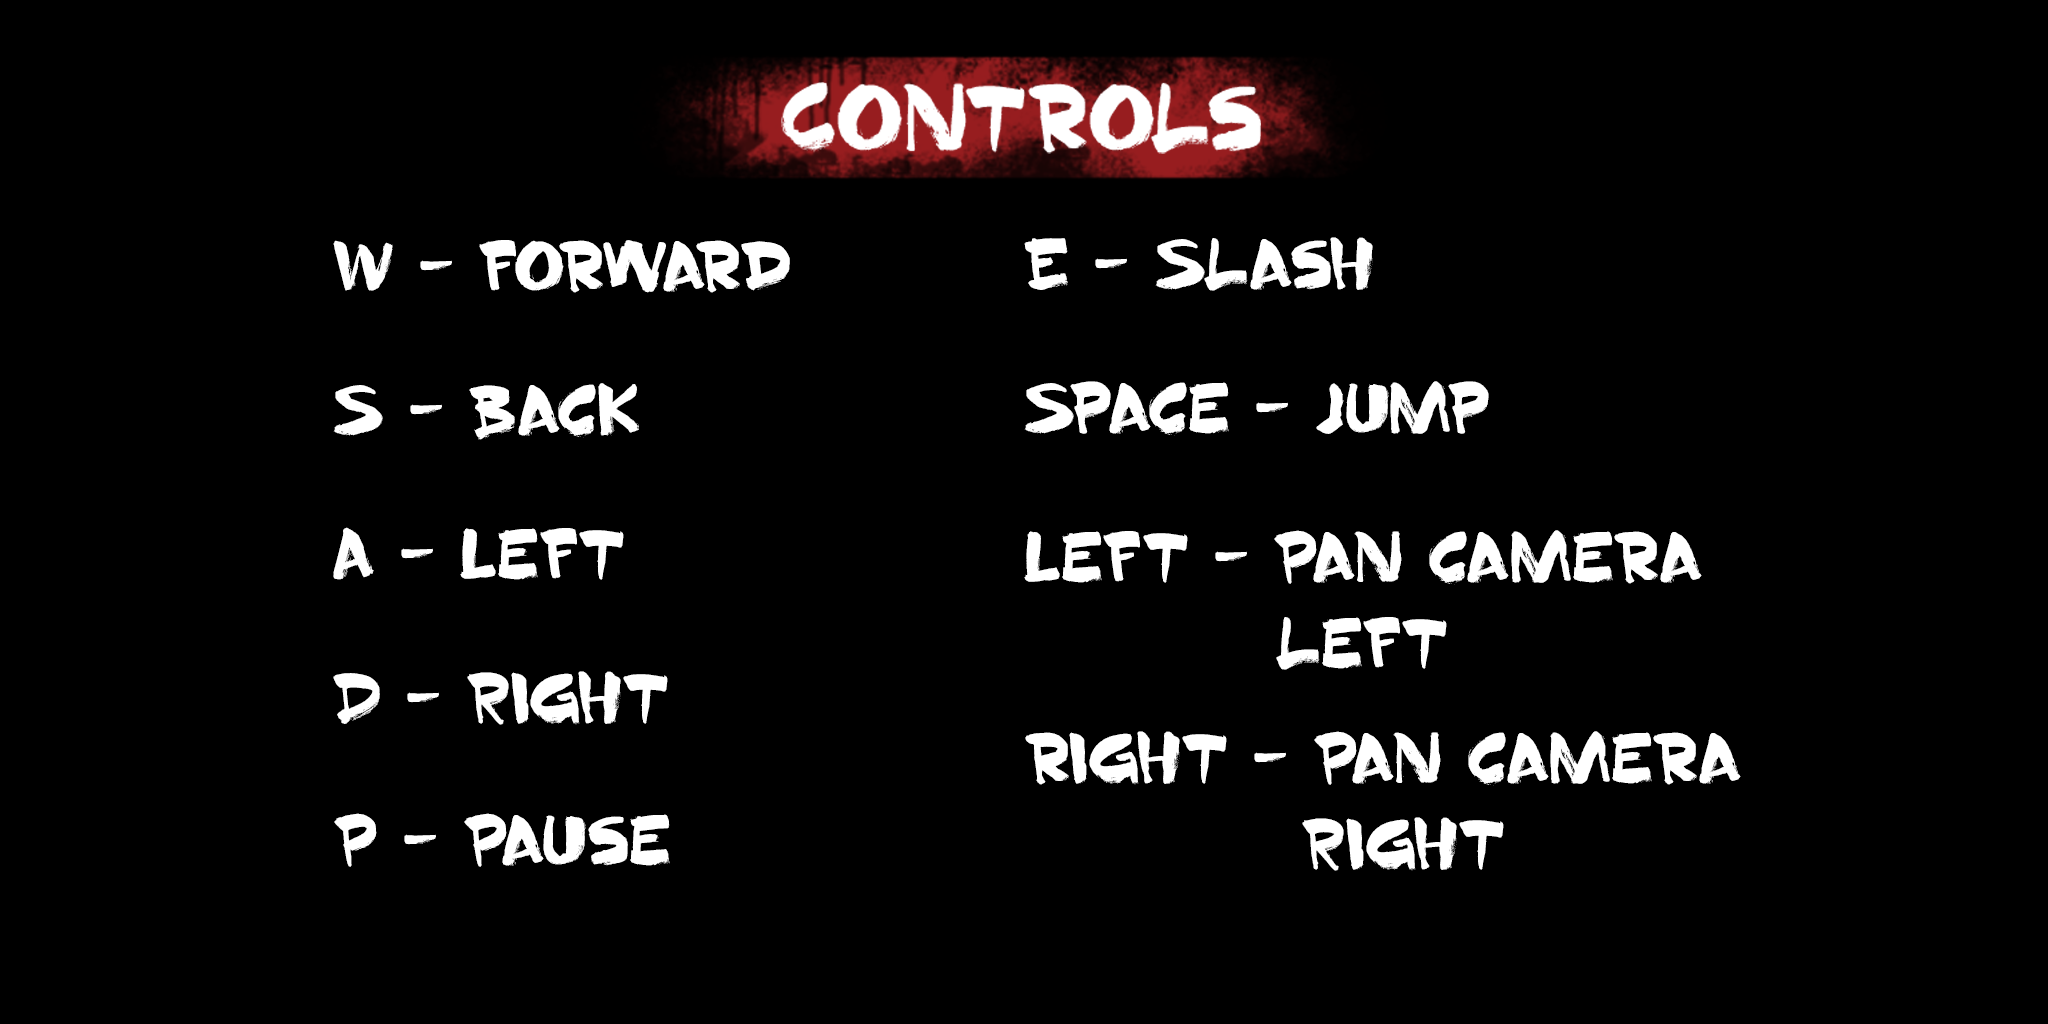 CONTROLS
W - FORWARD
S - BACK
A - LEFT
D - RIGHT
P - PAUSE
E - SLASH
SPACE - JUMP
LEFT - PAN CAMERA
LEFT
RIGHT - PAN CAMERA
RIGHT